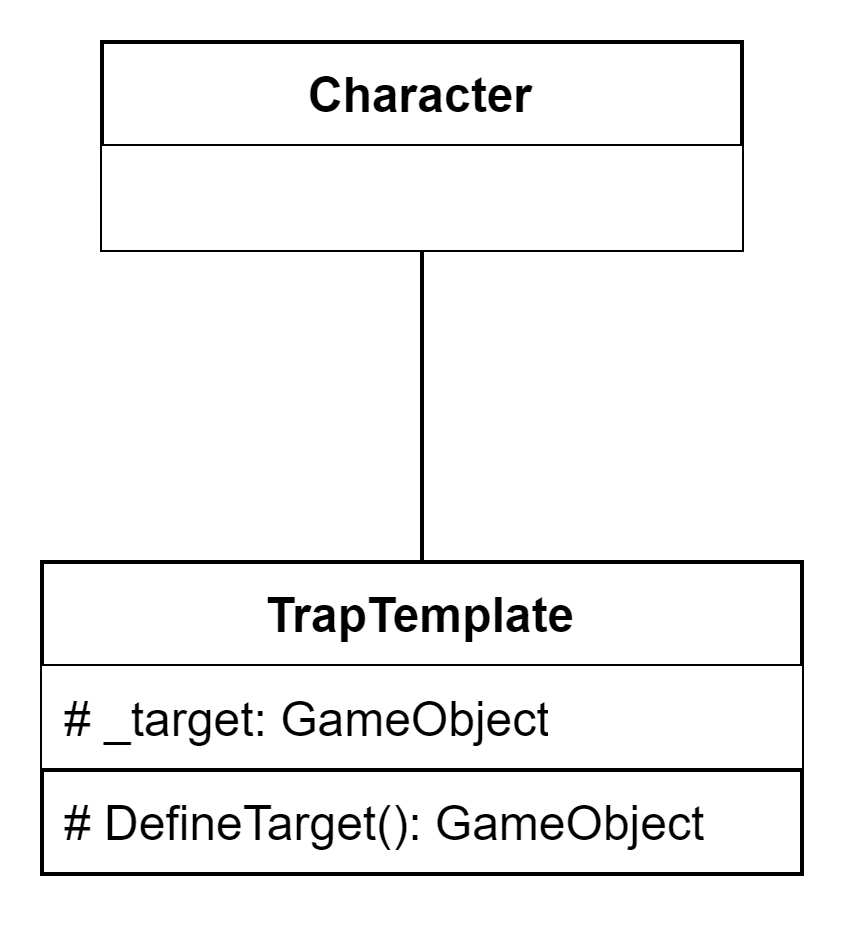 Character
TrapTemplate
# _target: GameObject
# DefineTarget(): GameObject